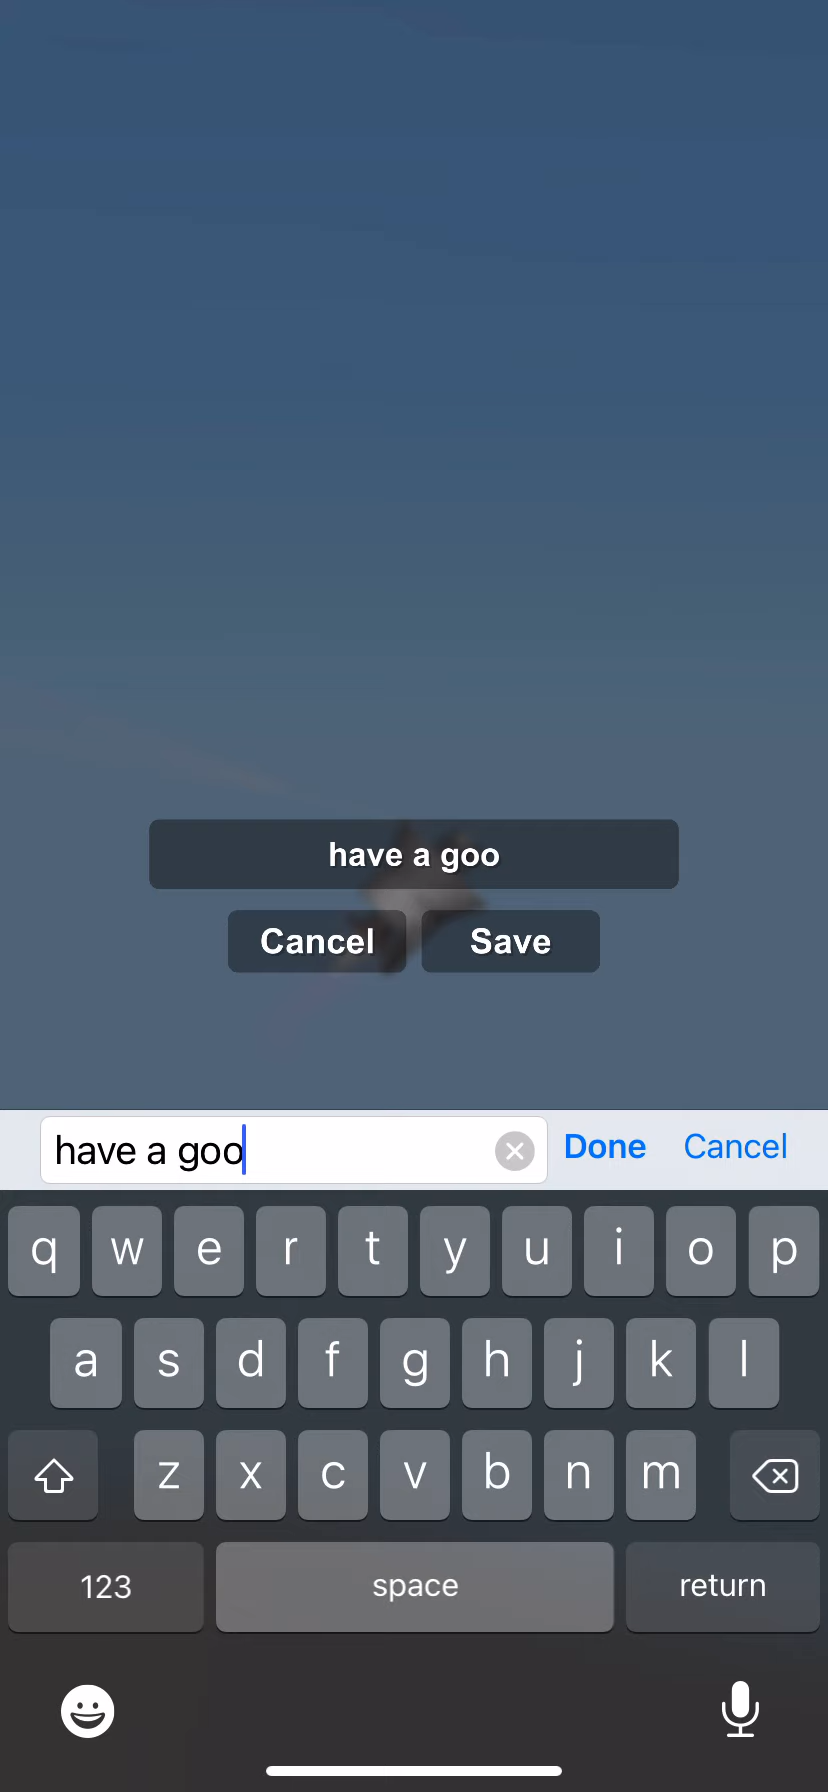 have a goo
Cancel Save
have a goo Done Cancel
q w e r t y u i o p
a s d f g h j k l
z x c v b n m
123 space return